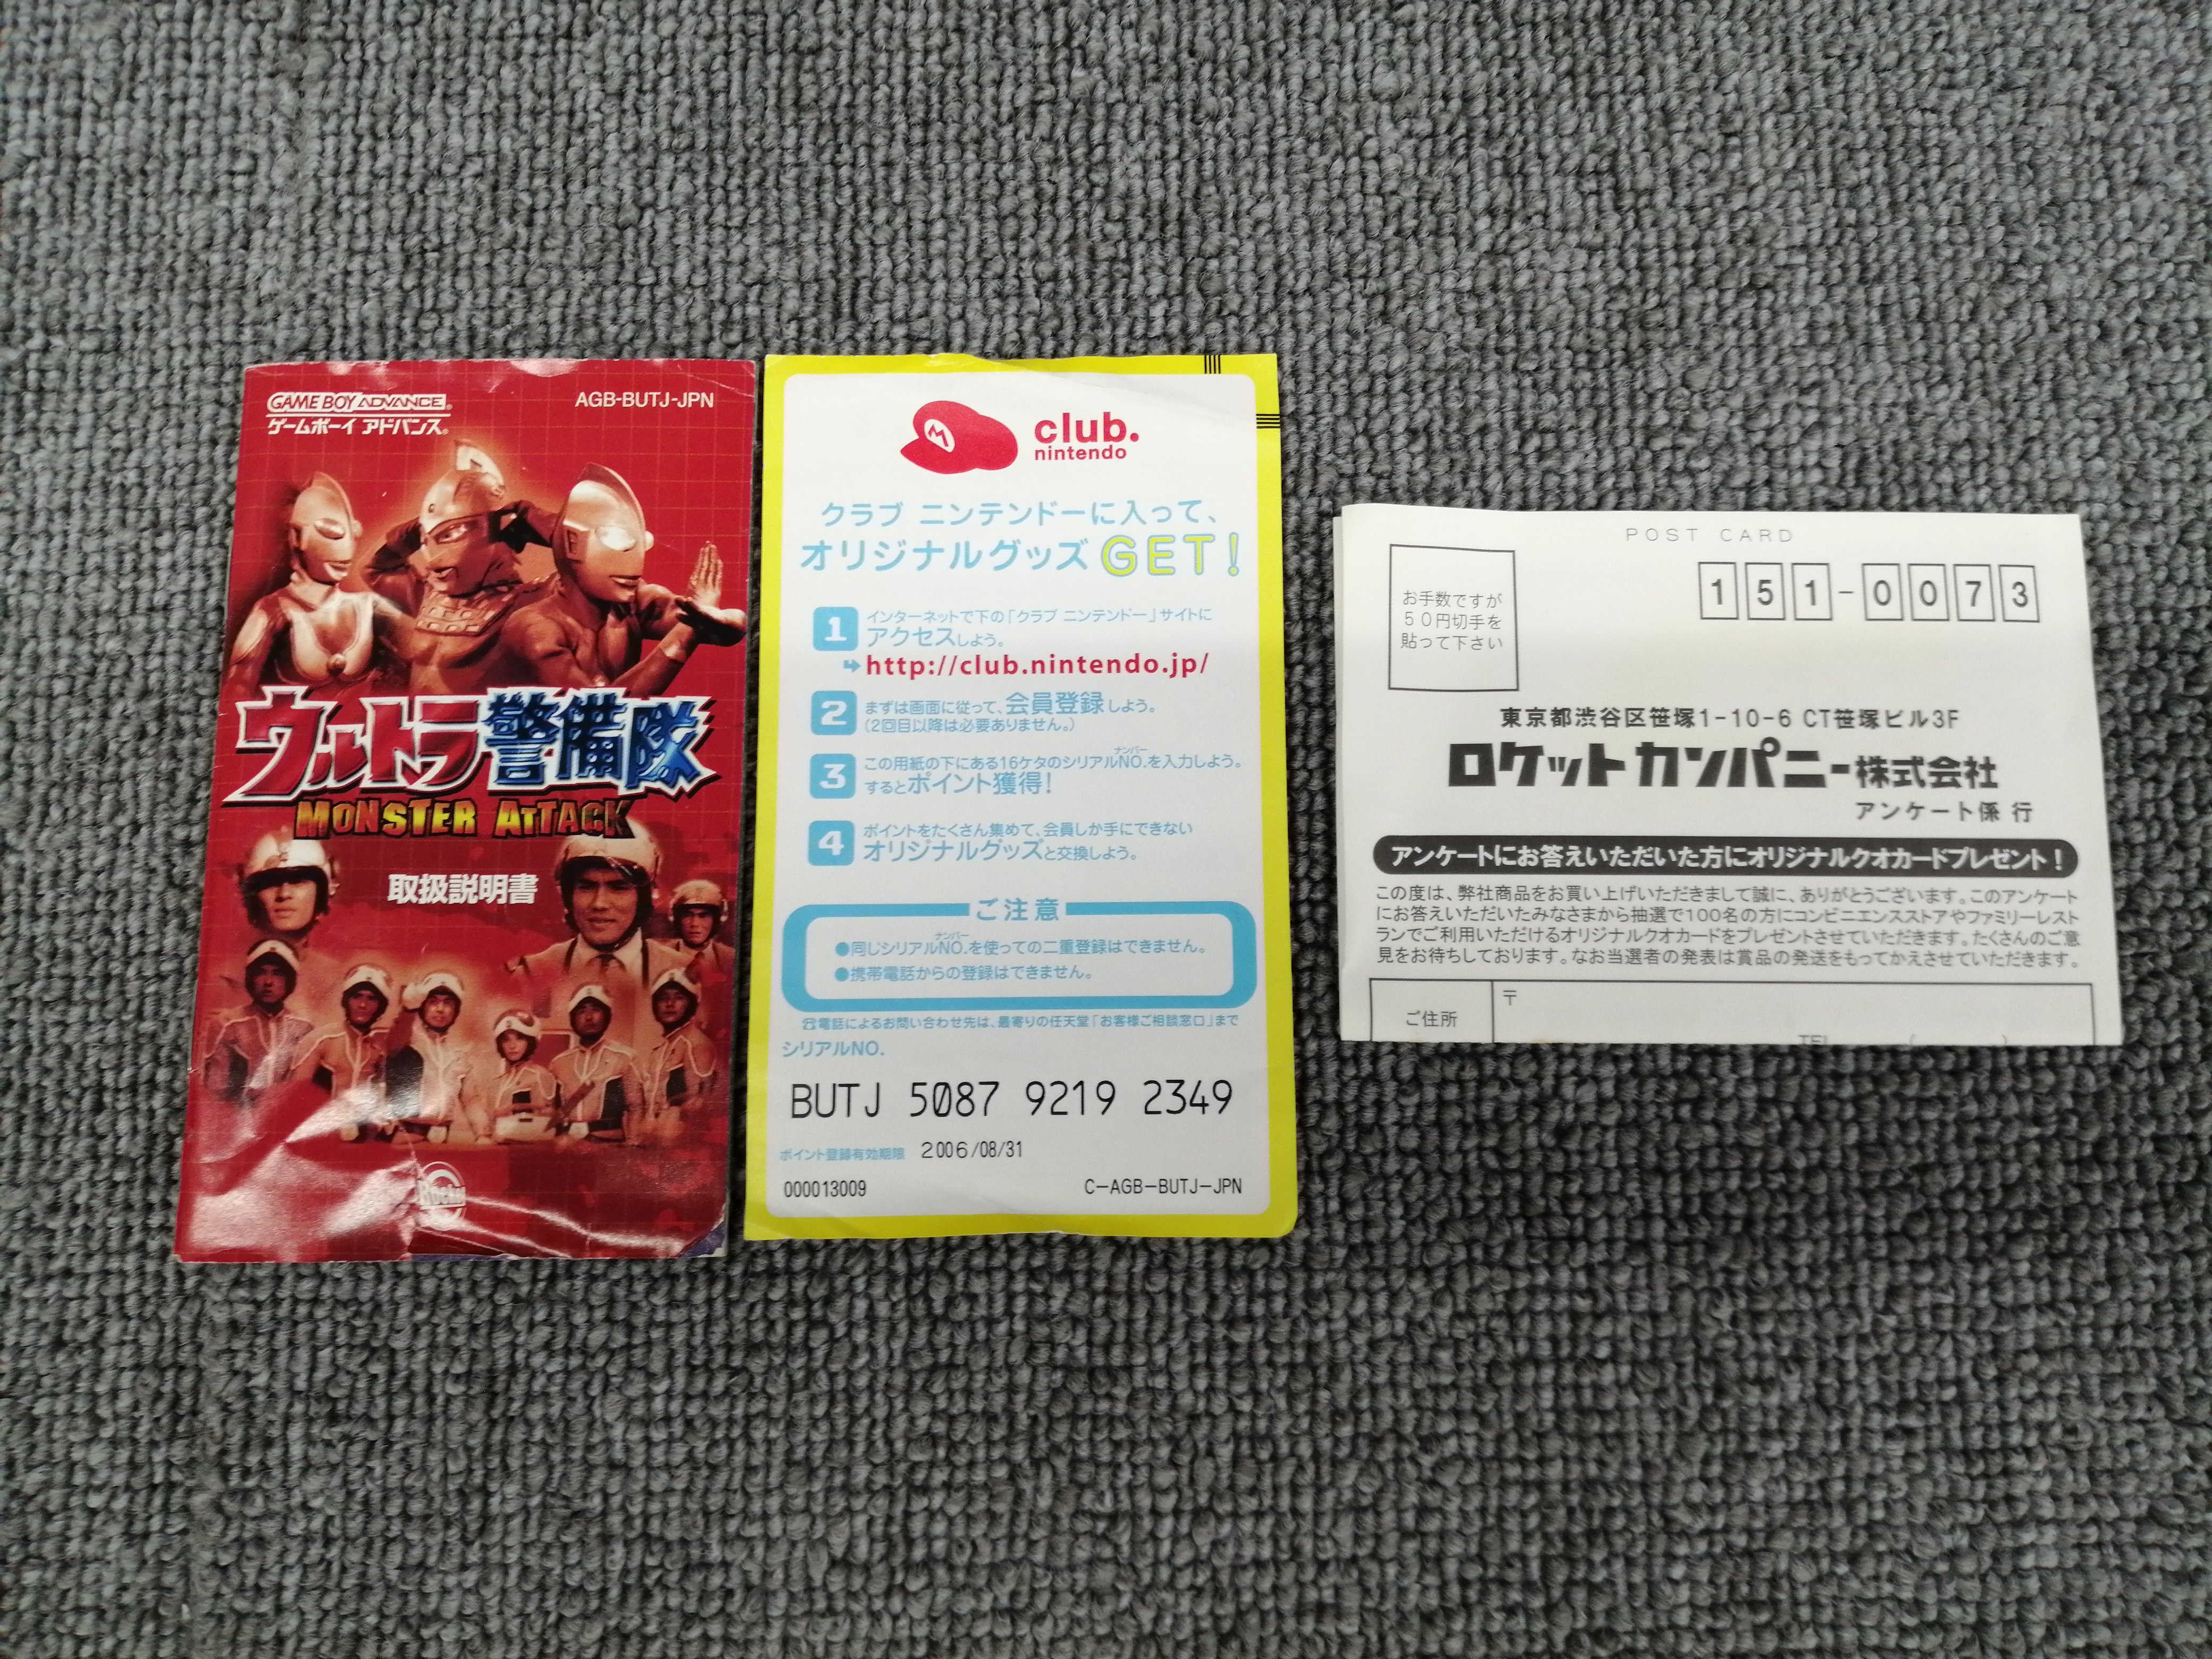 GAME BOY ADVANCE
ゲームボーイ アドバンス
AGB-BUTJ-JPN
ウルトラ警備隊
MONSTER ATTACK
取扱説明書
Rocket
club.
nintendo
クラブ ニンテンドーに入って、
オリジナルグッズ GET!
1 インターネットで下の「クラブ ニンテンドー」サイトに
アクセスしよう。
http://club.nintendo.jp/
2 まずは画面に従って、会員登録しよう。
(2回目以降は必要ありません。)
ナンバー
3 この用紙の下にある16ケタのシリアルNO.を入力しよう。
するとポイント獲得!
4 ポイントをたくさん集めて、会員しか手にできない
オリジナルグッズと交換しよう。
ご注意
ナンバー
●同じシリアルNO.を使っての二重登録はできません。
●携帯電話からの登録はできません。
☎電話によるお問い合わせ先は、最寄りの任天堂「お客様ご相談窓口」まで
シリアルNO.
BUTJ 5087 9219 2349
ポイント登録有効期限 2006/08/31
000013009
C-AGB-BUTJ-JPN
POST CARD
お手数ですが
50円切手を
貼って下さい
151-0073
東京都渋谷区笹塚1-10-6 CT笹塚ビル3F
ロケットカンパニー株式会社
アンケート係 行
アンケートにお答えいただいた方にオリジナルクオカードプレゼント!
この度は、弊社商品をお買い上げいただきまして誠に、ありがとうございます。このアンケート
にお答えいただいたみなさまから抽選で100名の方にコンビニエンスストアやファミリーレスト
ランでご利用いただけるオリジナルクオカードをプレゼントさせていただきます。たくさんのご意
見をお待ちしております。なお当選者の発表は賞品の発送をもってかえさせていただきます。
ご住所
〒
TEL ( )